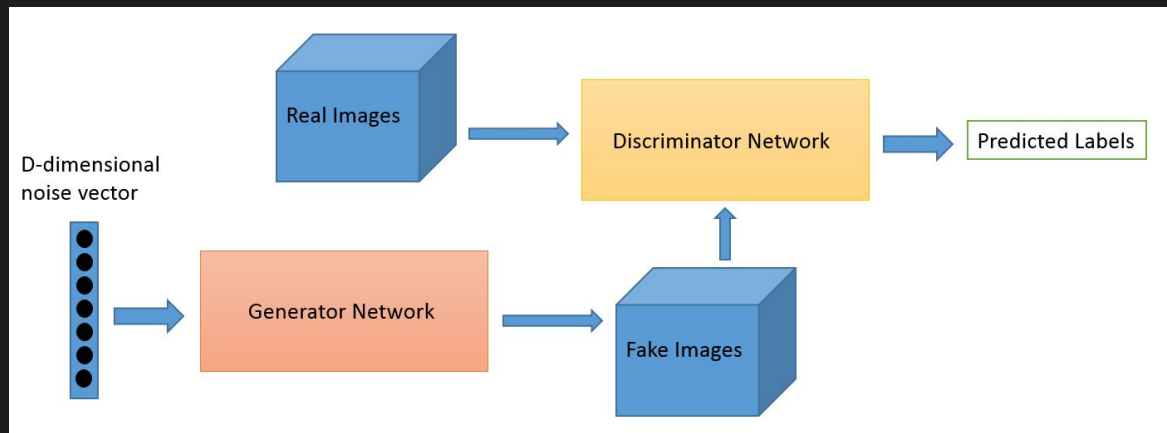 Real Images
Discriminator Network
Predicted Labels
D-dimensional
noise vector
Generator Network
Fake Images